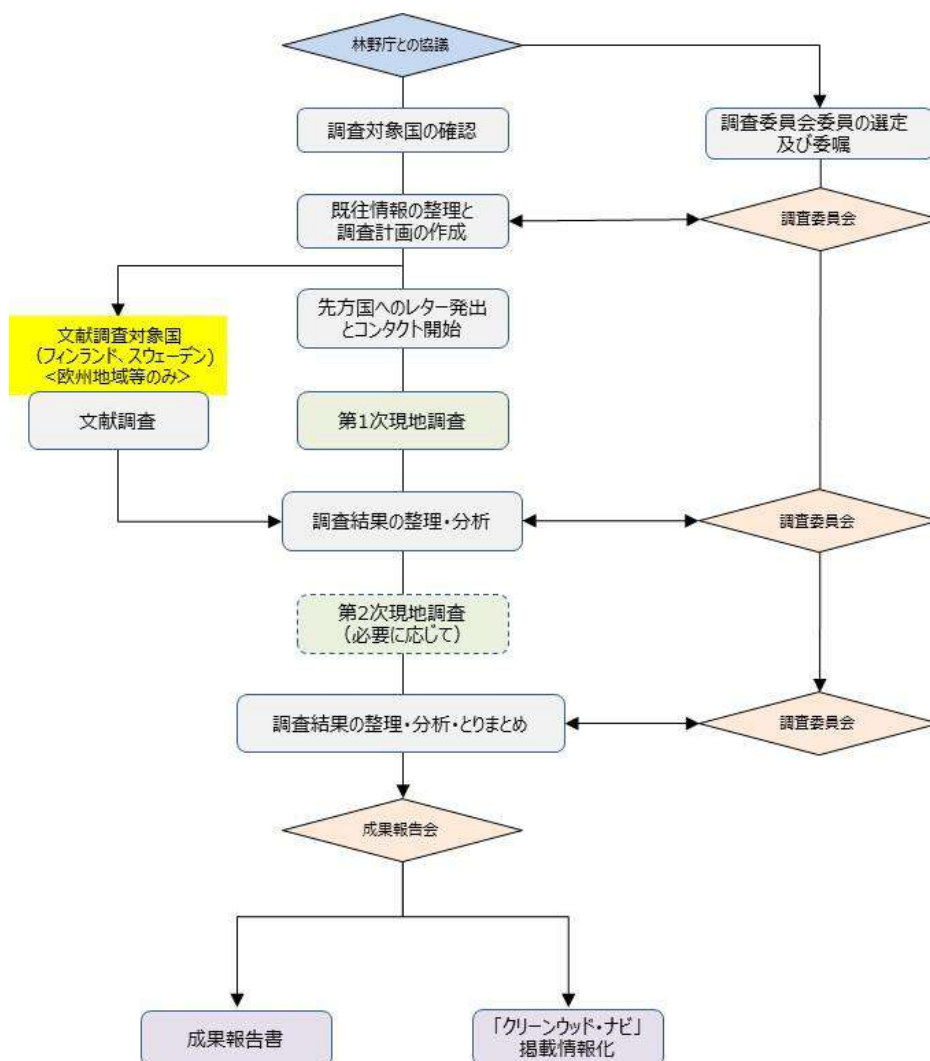 林野庁との協議
調査対象国の確認
調査委員会委員の選定
及び委嘱
既往情報の整理と
調査計画の作成
調査委員会
先方国へのレター発出
とコンタクト開始
文献調査対象国
(フィンランド、スウェーデン)
<欧州地域等のみ>
文献調査
第1次現地調査
調査結果の整理・分析
調査委員会
第2次現地調査
(必要に応じて)
調査結果の整理・分析・とりまとめ
調査委員会
成果報告会
成果報告書
「クリーンウッド・ナビ」
掲載情報化